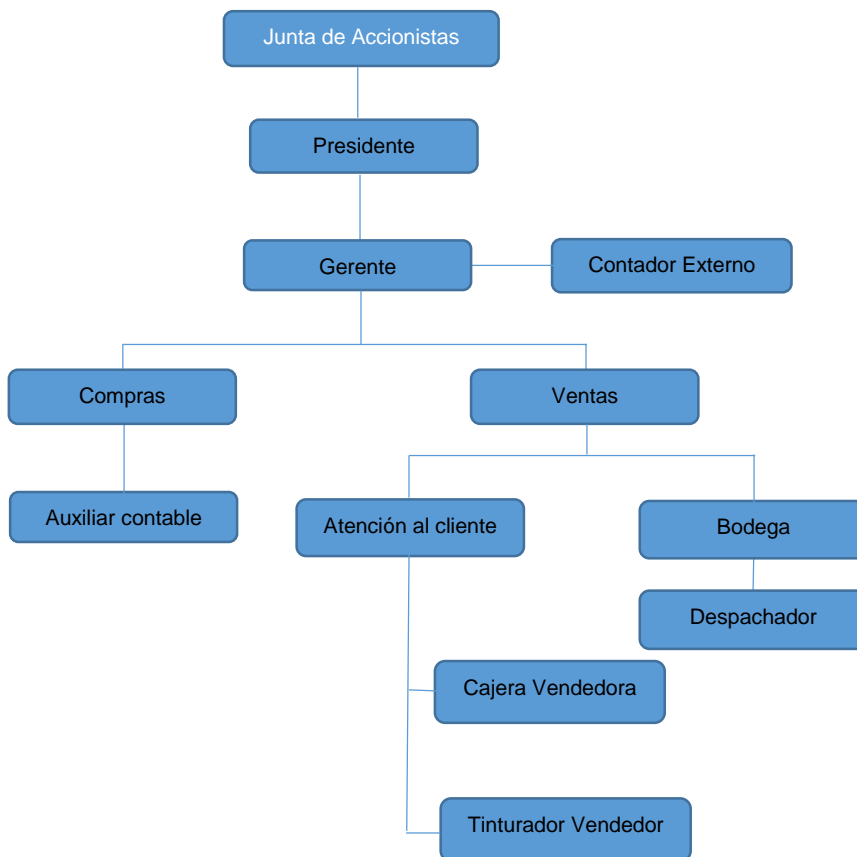 Junta de Accionistas
Presidente
Gerente
Contador Externo
Compras
Ventas
Auxiliar contable
Atención al cliente
Bodega
Despachador
Cajera Vendedora
Tinturador Vendedor